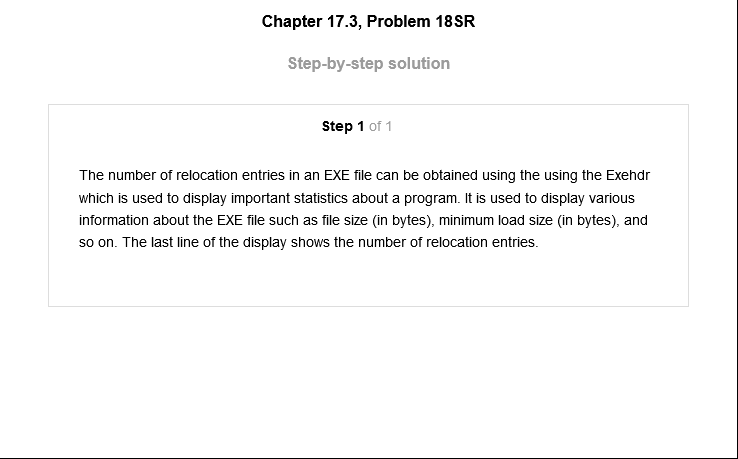 Chapter 17.3, Problem 18SR
Step-by-step solution
Step 1 of 1
The number of relocation entries in an EXE file can be obtained using the using the Exehdr
which is used to display important statistics about a program. It is used to display various
information about the EXE file such as file size (in bytes), minimum load size (in bytes), and
so on. The last line of the display shows the number of relocation entries.